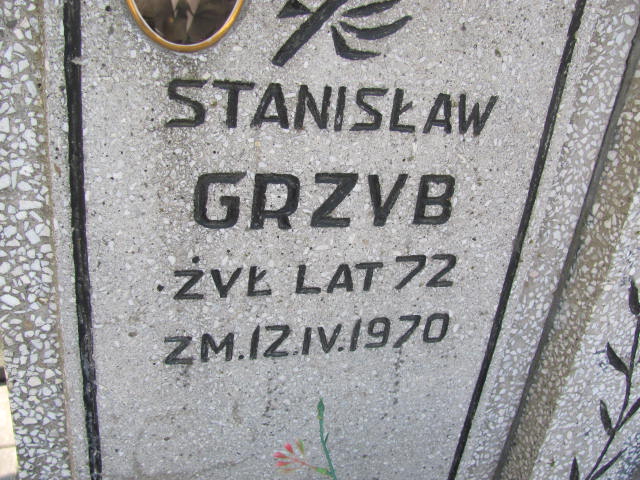 STANISŁAW
GRZYB
ŻYŁ LAT 72
ZM.12.IV.1970